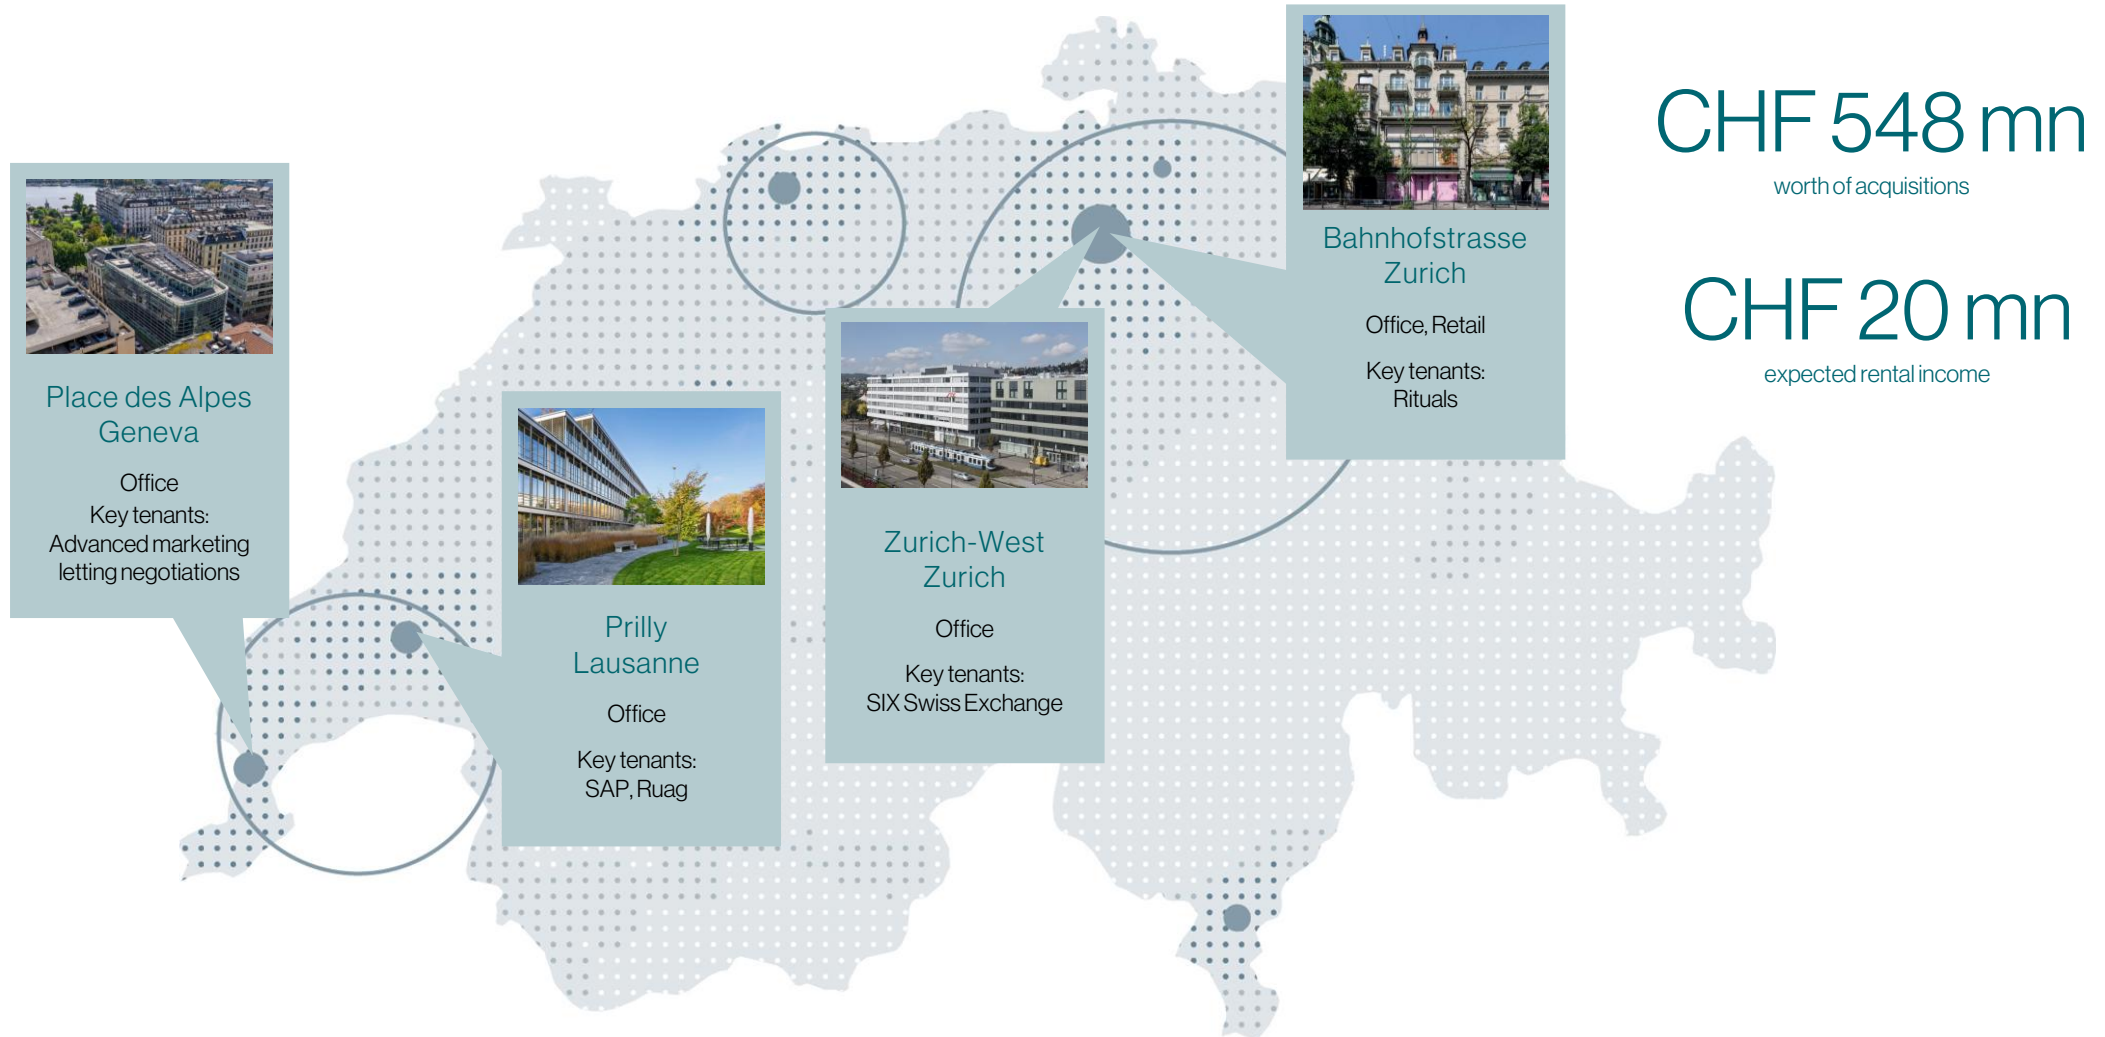 Place des Alpes
Geneva
Office
Key tenants:
Advanced marketing
letting negotiations
Prilly
Lausanne
Office
Key tenants:
SAP, Ruag
Zurich-West
Zurich
Office
Key tenants:
SIX Swiss Exchange
Bahnhofstrasse
Zurich
Office, Retail
Key tenants:
Rituals
CHF 548 mn
worth of acquisitions
CHF 20 mn
expected rental income